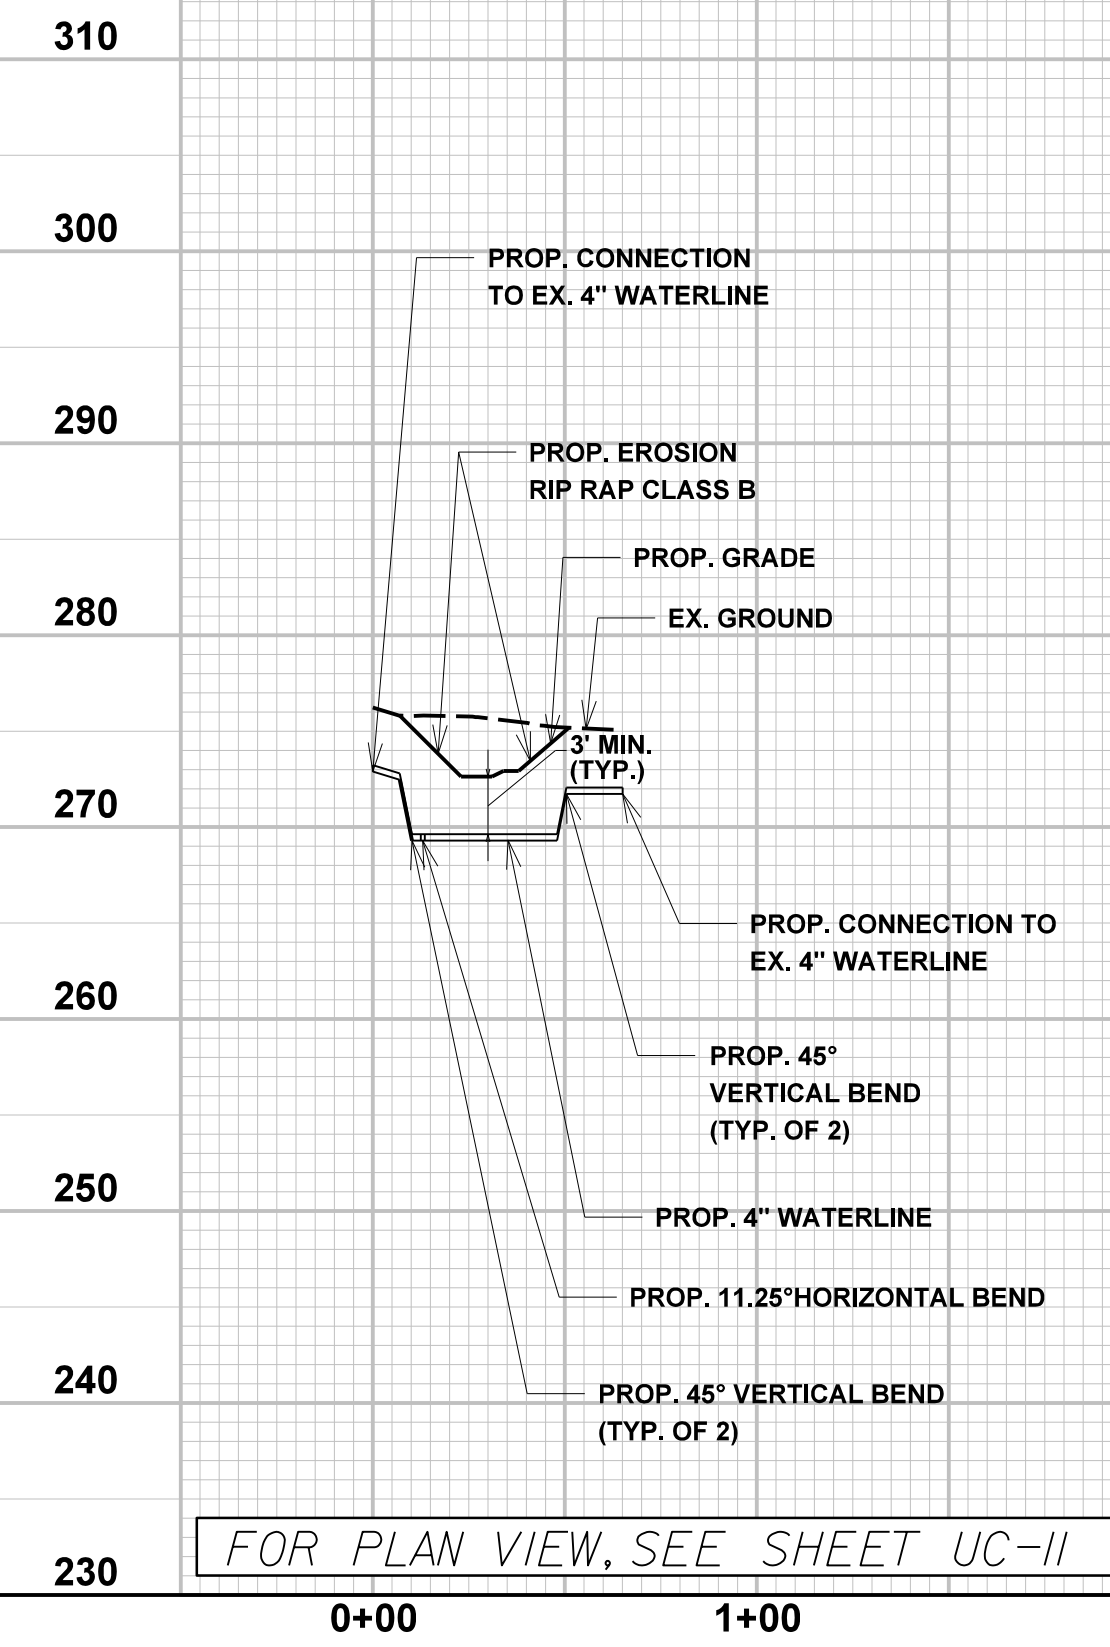 310
300
PROP. CONNECTION
TO EX. 4" WATERLINE
290
PROP. EROSION
RIP RAP CLASS B
PROP. GRADE
280
EX. GROUND
3' MIN.
(TYP.)
270
PROP. CONNECTION TO
EX. 4" WATERLINE
260
PROP. 45°
VERTICAL BEND
(TYP. OF 2)
250
PROP. 4" WATERLINE
PROP. 11.25°HORIZONTAL BEND
240
PROP. 45° VERTICAL BEND
(TYP. OF 2)
FOR PLAN VIEW, SEE SHEET UC-11
230
0+00 1+00